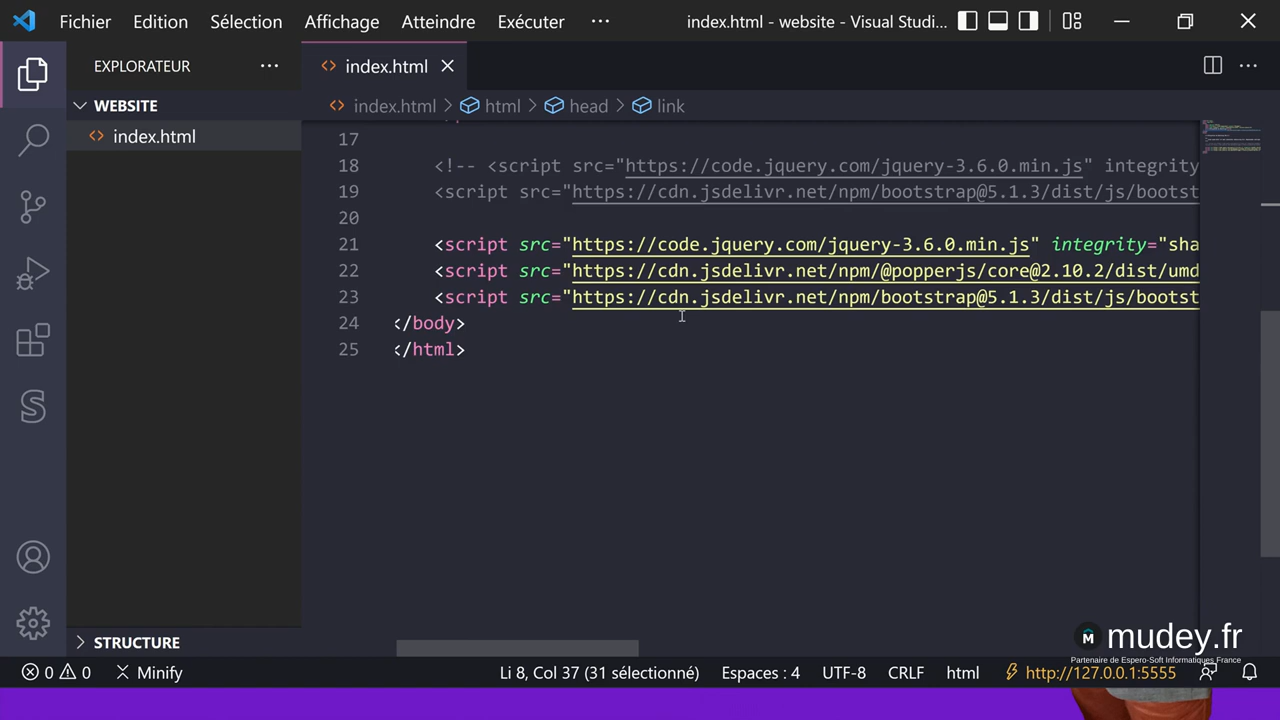 Fichier Edition Sélection Affichage Atteindre Exécuter ··· index.html - website - Visual Studi...
EXPLORATEUR ···
index.html
WEBSITE
index.html > html > head > link
index.html
17
18 <!-- <script src="https://code.jquery.com/jquery-3.6.0.min.js" integrity
19 <script src="https://cdn.jsdelivr.net/npm/bootstrap@5.1.3/dist/js/bootst
20
21 <script src="https://code.jquery.com/jquery-3.6.0.min.js" integrity="sha
22 <script src="https://cdn.jsdelivr.net/npm/@popperjs/core@2.10.2/dist/umd
23 <script src="https://cdn.jsdelivr.net/npm/bootstrap@5.1.3/dist/js/bootst
24 </body>
25 </html>
STRUCTURE
mudey.fr
Partenaire de Espero-Soft Informatiques France
0 0 Minify Li 8, Col 37 (31 sélectionné) Espaces : 4 UTF-8 CRLF html http://127.0.0.1:5555